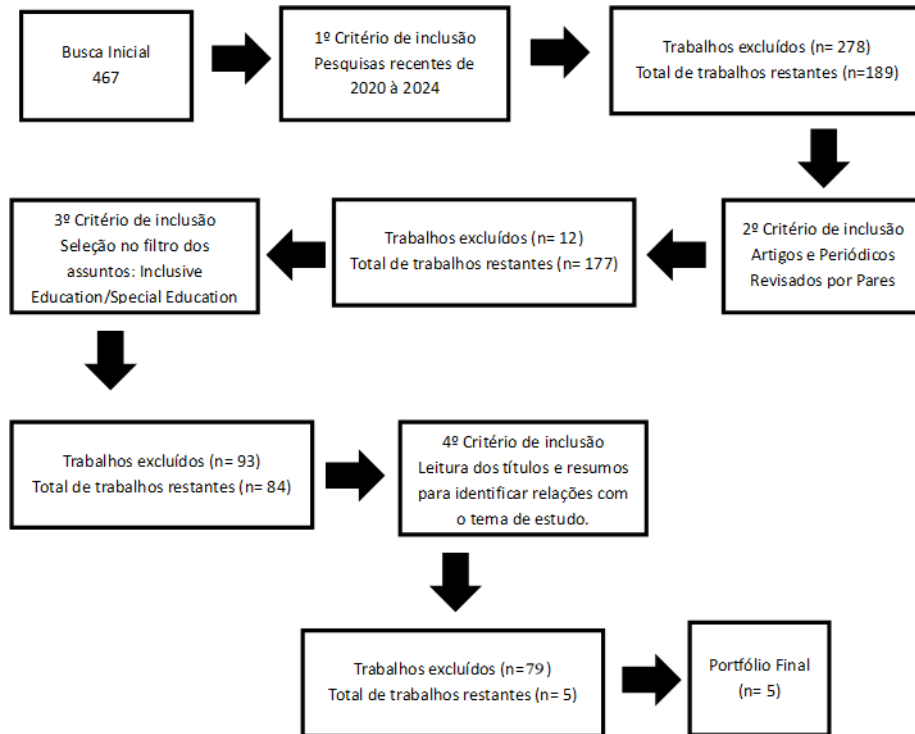 Busca Inicial
467
1º Critério de inclusão
Pesquisas recentes de
2020 à 2024
Trabalhos excluídos (n= 278)
Total de trabalhos restantes (n=189)
2º Critério de inclusão
Artigos e Periódicos
Revisados por Pares
Trabalhos excluídos (n= 12)
Total de trabalhos restantes (n= 177)
3º Critério de inclusão
Seleção no filtro dos
assuntos: Inclusive
Education/Special Education
Trabalhos excluídos (n= 93)
Total de trabalhos restantes (n= 84)
4º Critério de inclusão
Leitura dos títulos e resumos
para identificar relações com
o tema de estudo.
Trabalhos excluídos (n=79)
Total de trabalhos restantes (n= 5)
Portfólio Final
(n= 5)